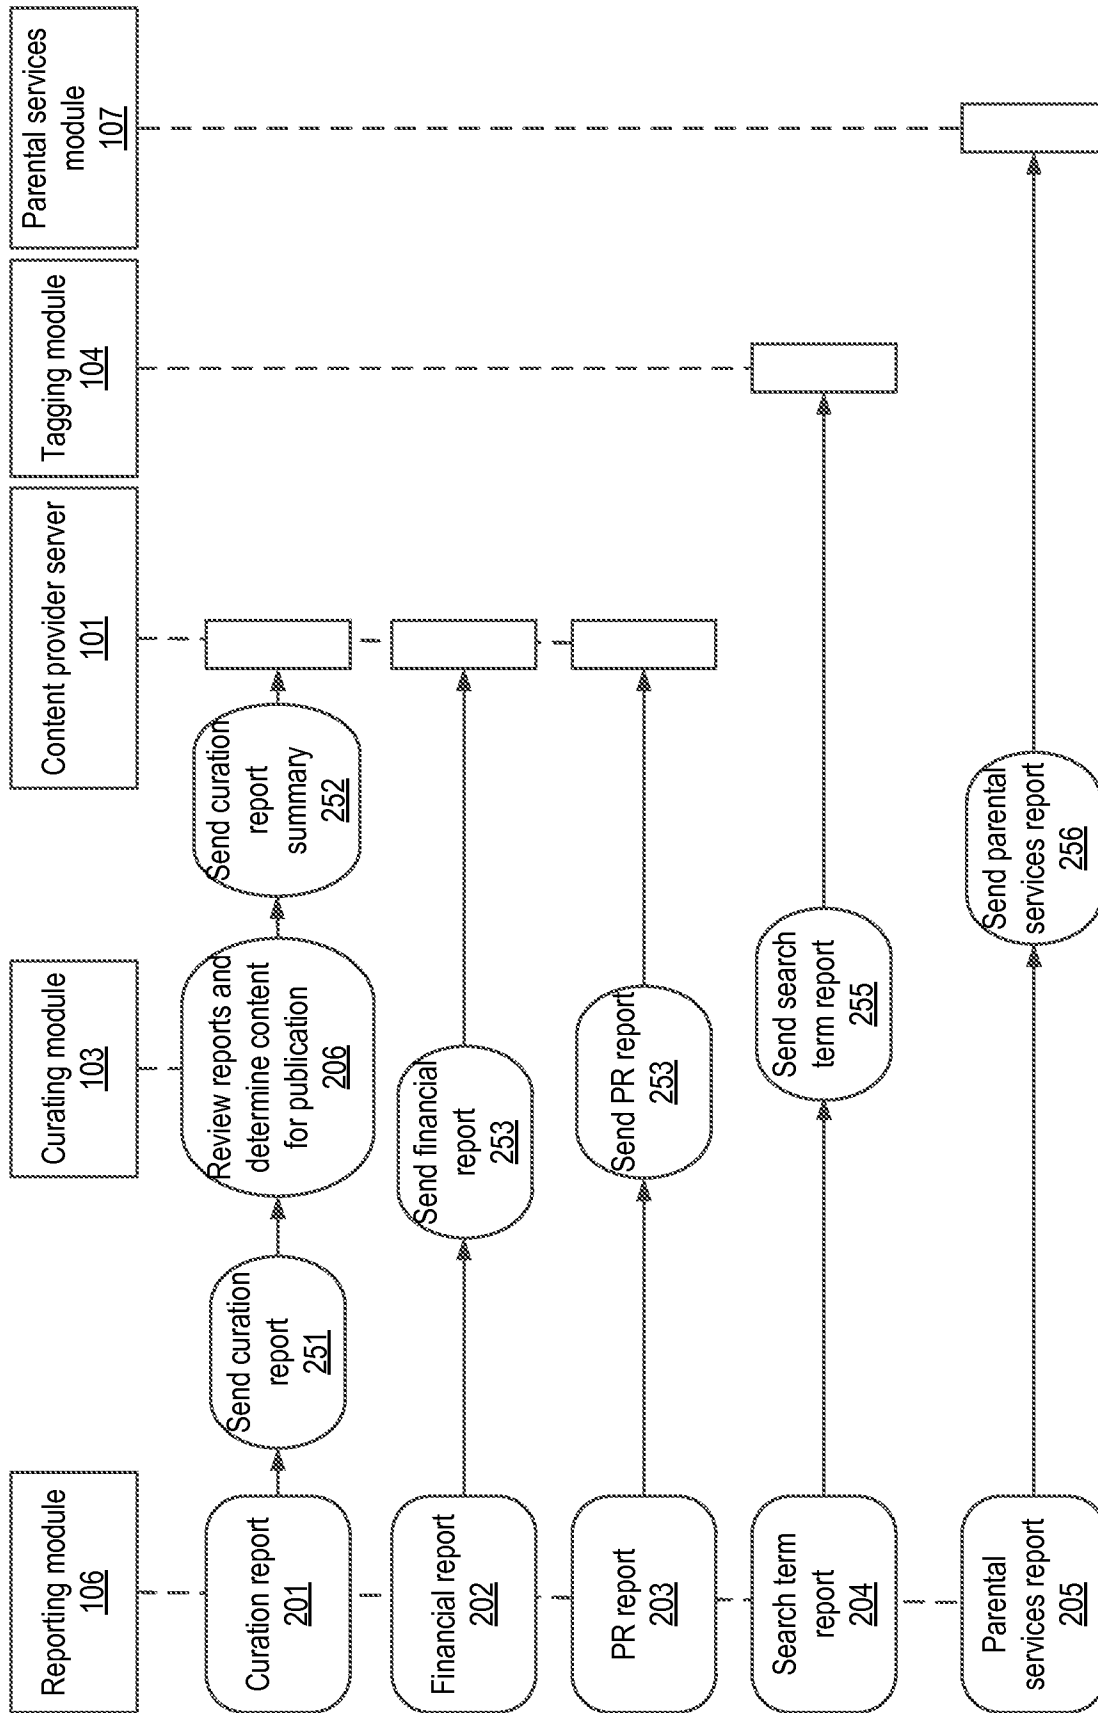 Reporting module
106
Curating module
103
Content provider server
101
Tagging module
104
Parental services
module
107
Curation report
201
Send curation
report
251
Review reports and
determine content
for publication
206
Send curation
report
summary
252
Financial report
202
Send financial
report
253
PR report
203
Send PR report
253
Search term
report
204
Send search
term report
255
Parental
services report
205
Send parental
services report
256